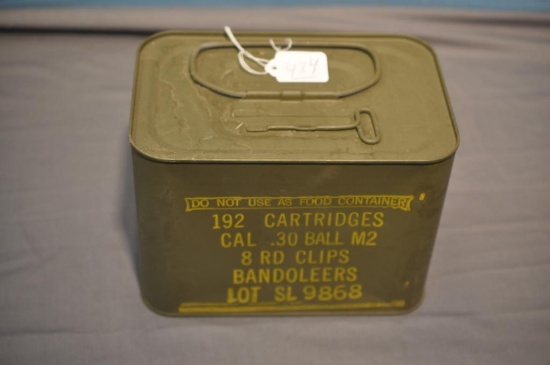 494
DO NOT USE AS FOOD CONTAINER
192 CARTRIDGES
CAL .30 BALL M2
8 RD CLIPS
BANDOLEERS
LOT SL 9868